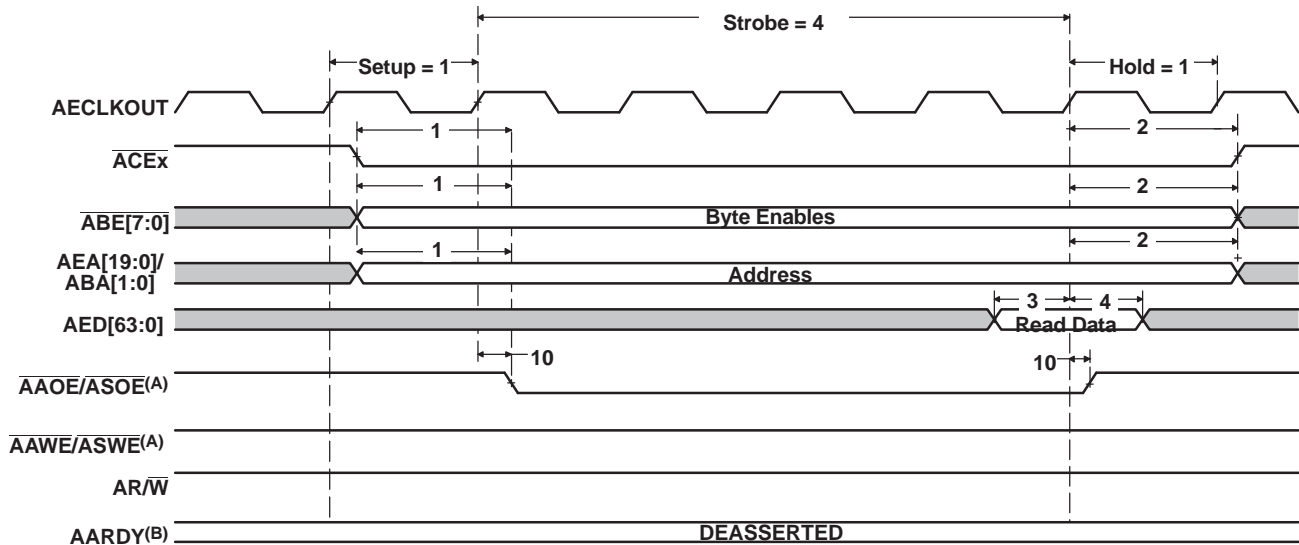 Strobe = 4
Setup = 1
Hold = 1
AECLKOUT
1
2
ACEx
1
2
ABE[7:0]
Byte Enables
1
2
AEA[19:0]/
ABA[1:0]
Address
3
4
AED[63:0]
Read Data
10
10
AAOE/ASOE(A)
AAWE/ASWE(A)
AR/W
AARDY(B)
DEASSERTED